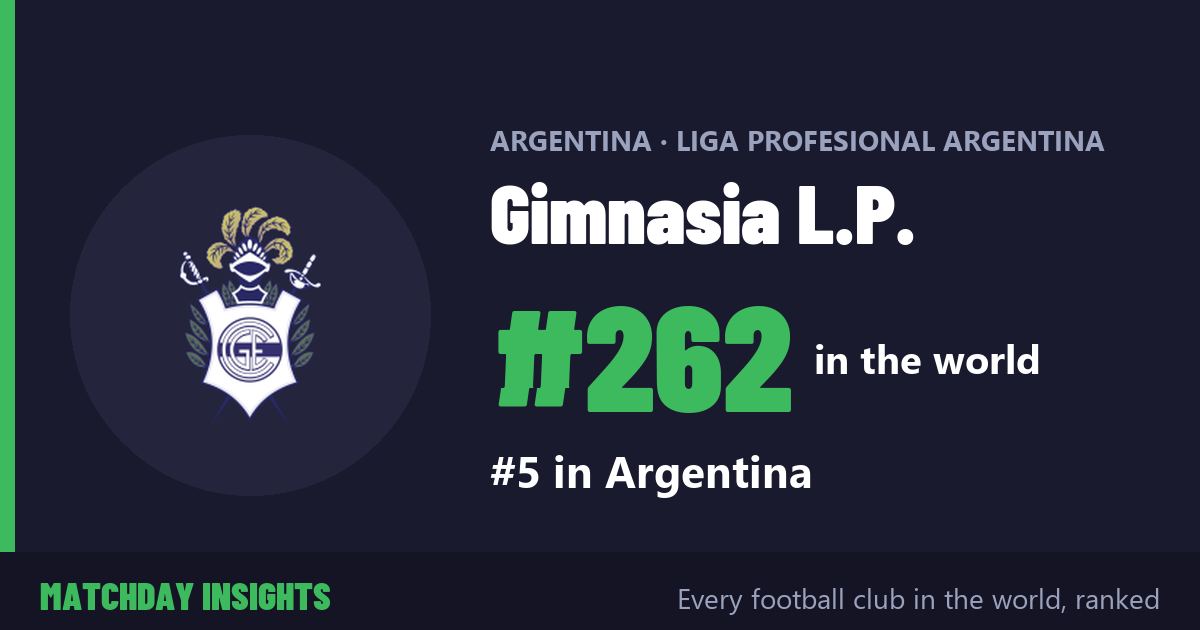 ARGENTINA · LIGA PROFESIONAL ARGENTINA
Gimnasia L.P.
#262 in the world
#5 in Argentina
GE
MATCHDAY INSIGHTS
Every football club in the world, ranked